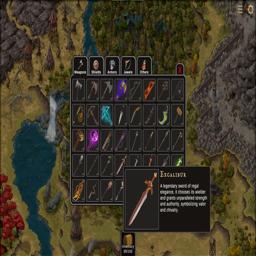 Weapons
Shields
Armors
Jewels
Others
Excalibur
A legendary sword of regal
elegance, it chooses its wielder
and grants unparalleled strength
and authority, symbolizing valor
and chivalry.